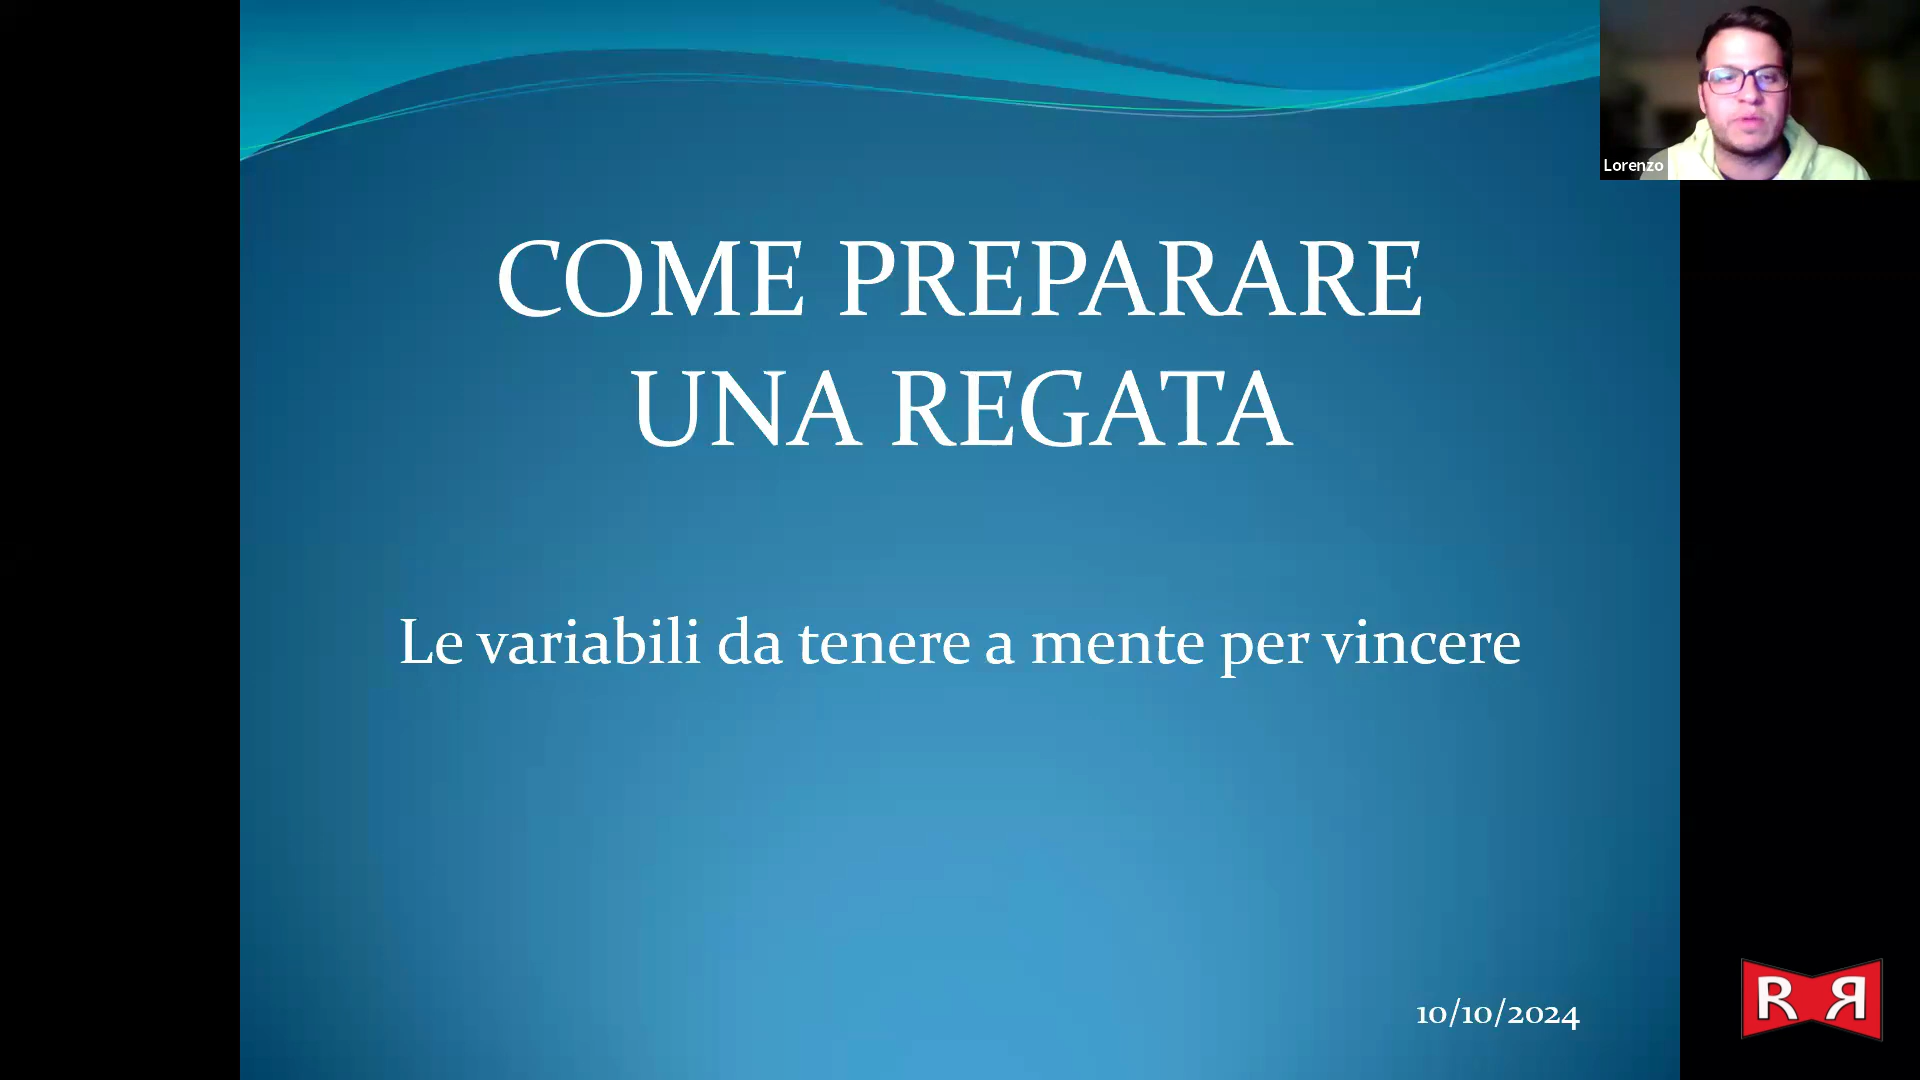 Lorenzo
COME PREPARARE
UNA REGATA
Le variabili da tenere a mente per vincere
10/10/2024
R R